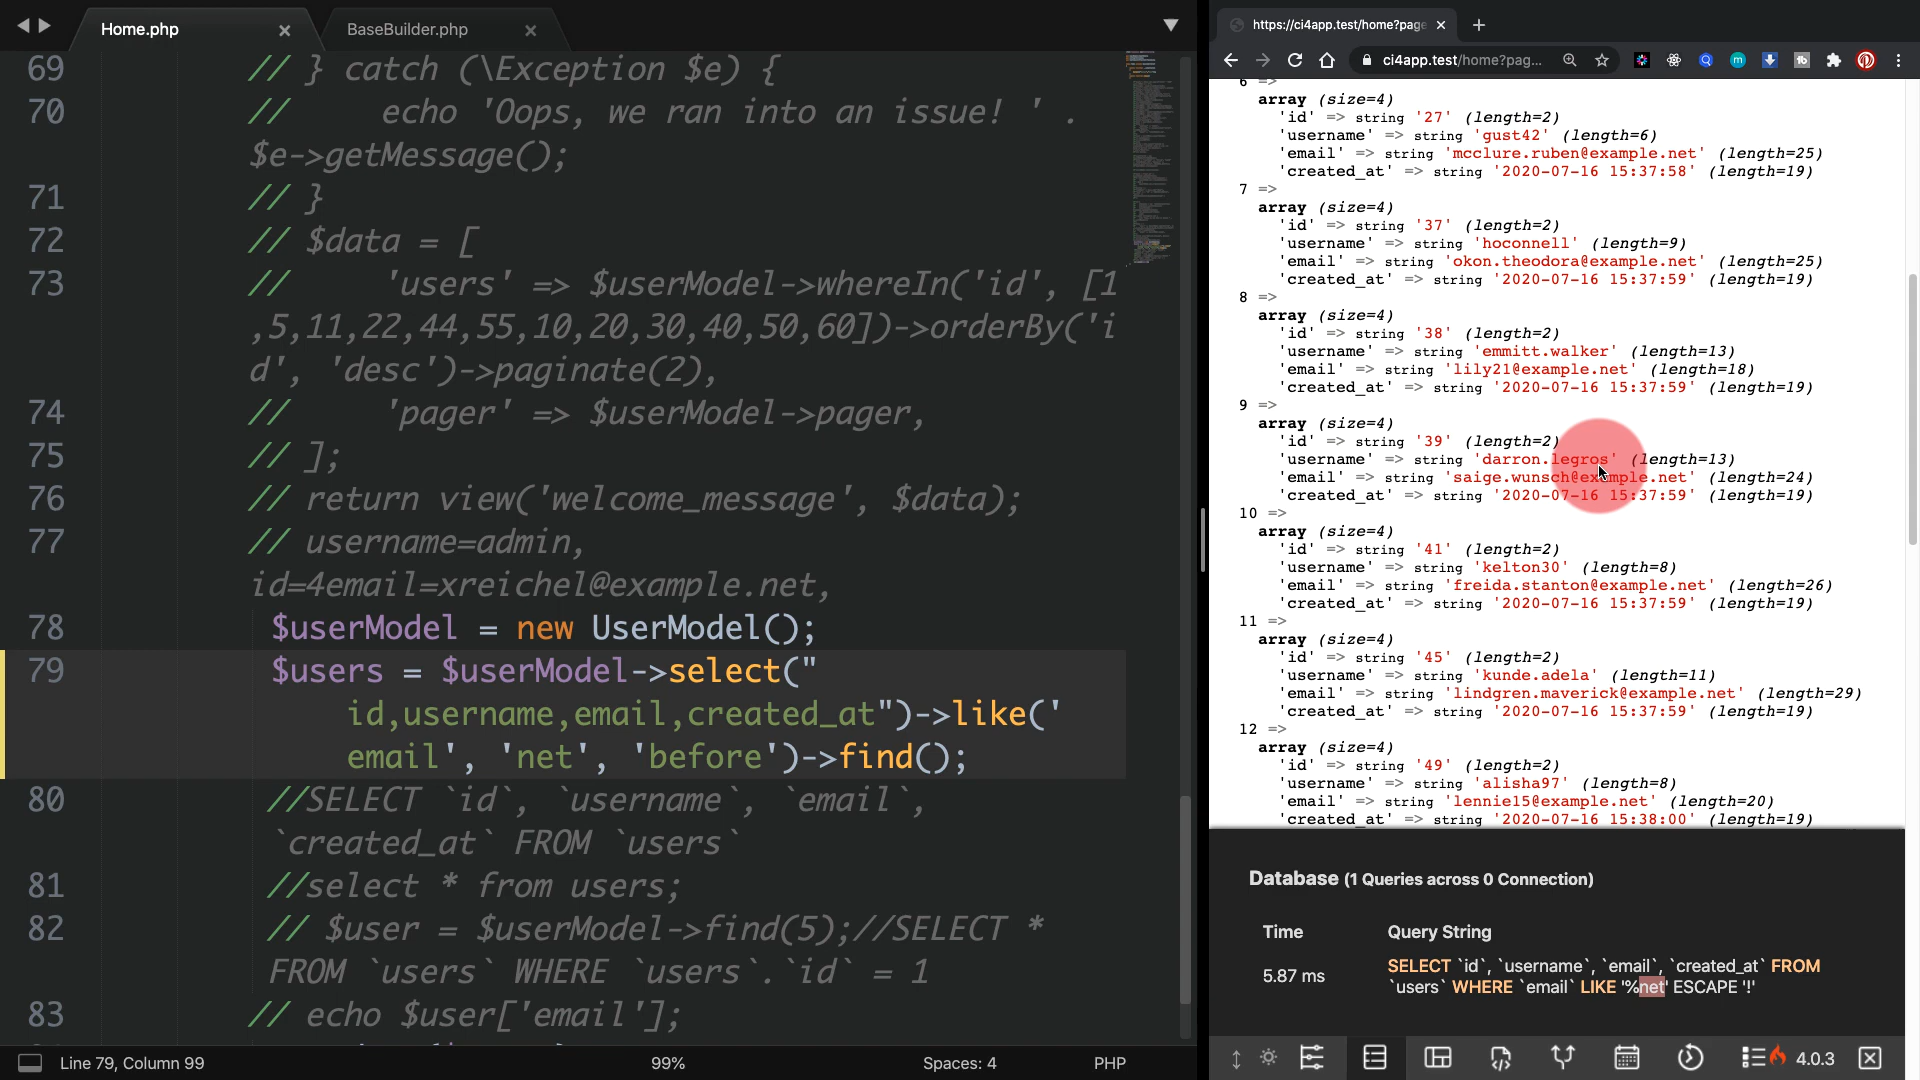 Home.php
BaseBuilder.php
69 // } catch (\Exception $e) {
70 //     echo 'Oops, we ran into an issue! ' .
$e->getMessage();
71 // }
72 // $data = [
73 //     'users' => $userModel->whereIn('id', [1
,5,11,22,44,55,10,20,30,40,50,60])->orderBy('i
d', 'desc')->paginate(2),
74 //     'pager' => $userModel->pager,
75 // ];
76 // return view('welcome_message', $data);
77 // username=admin,
id=4email=xreichel@example.net,
78 $userModel = new UserModel();
79 $users = $userModel->select("
id,username,email,created_at")->like('
email', 'net', 'before')->find();
80 //SELECT `id`, `username`, `email`,
`created_at` FROM `users`
81 //select * from users;
82 // $user = $userModel->find(5);//SELECT *
FROM `users` WHERE `users`.`id` = 1
83 // echo $user['email'];
Line 79, Column 99
99%
Spaces: 4
PHP
https://ci4app.test/home?page
ci4app.test/home?pag...
6 =>
array (size=4)
'id' => string '27' (length=2)
'username' => string 'gust42' (length=6)
'email' => string 'mcclure.ruben@example.net' (length=25)
'created_at' => string '2020-07-16 15:37:58' (length=19)
7 =>
array (size=4)
'id' => string '37' (length=2)
'username' => string 'hoconnell' (length=9)
'email' => string 'okon.theodora@example.net' (length=25)
'created_at' => string '2020-07-16 15:37:59' (length=19)
8 =>
array (size=4)
'id' => string '38' (length=2)
'username' => string 'emmitt.walker' (length=13)
'email' => string 'lily21@example.net' (length=18)
'created_at' => string '2020-07-16 15:37:59' (length=19)
9 =>
array (size=4)
'id' => string '39' (length=2)
'username' => string 'darron.legros' (length=13)
'email' => string 'saige.wunsch@example.net' (length=24)
'created_at' => string '2020-07-16 15:37:59' (length=19)
10 =>
array (size=4)
'id' => string '41' (length=2)
'username' => string 'kelton30' (length=8)
'email' => string 'freida.stanton@example.net' (length=26)
'created_at' => string '2020-07-16 15:37:59' (length=19)
11 =>
array (size=4)
'id' => string '45' (length=2)
'username' => string 'kunde.adela' (length=11)
'email' => string 'lindgren.maverick@example.net' (length=29)
'created_at' => string '2020-07-16 15:37:59' (length=19)
12 =>
array (size=4)
'id' => string '49' (length=2)
'username' => string 'alisha97' (length=8)
'email' => string 'lennie15@example.net' (length=20)
'created_at' => string '2020-07-16 15:38:00' (length=19)
Database (1 Queries across 0 Connection)
Time Query String
5.87 ms SELECT `id`, `username`, `email`, `created_at` FROM
`users` WHERE `email` LIKE '%net' ESCAPE '!'
4.0.3